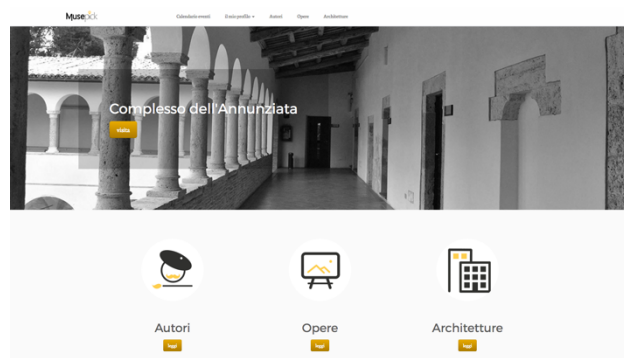 Musepick
Calendario eventi Il mio profilo Autori Opere Architetture
Complesso dell'Annunziata
visita
Autori Opere Architetture
leggi leggi leggi